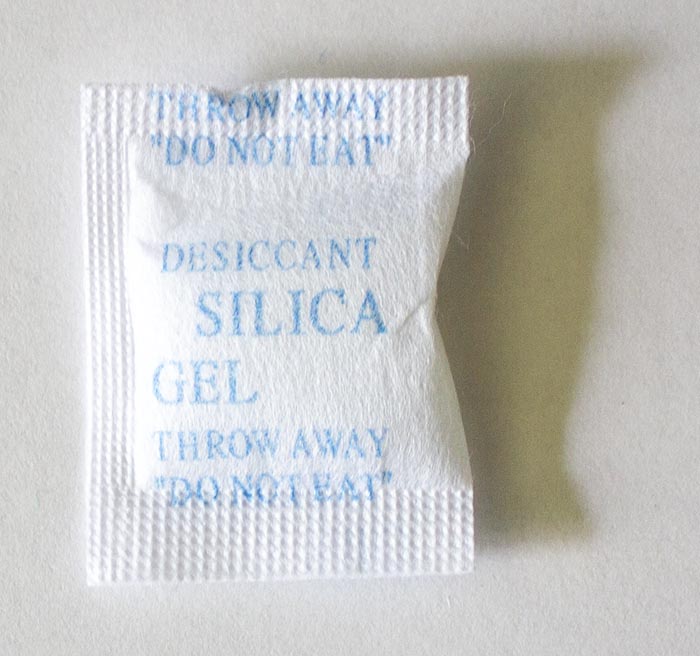 THROW AWAY
"DO NOT EAT"
DESICCANT
SILICA
GEL
THROW AWAY
"DO NOT EAT"